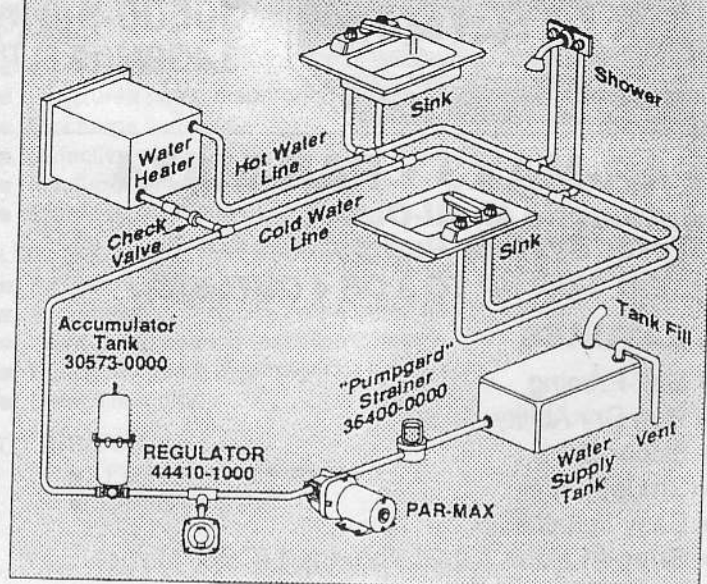 Sink
Shower
Water
Heater
Hot Water
Line
Check
Valve
Cold Water
Line
Sink
Accumulator
Tank
30573-0000
"Pumpgard"
Strainer
35400-0000
Tank Fill
Vent
Water
Supply
Tank
REGULATOR
44410-1000
PAR-MAX